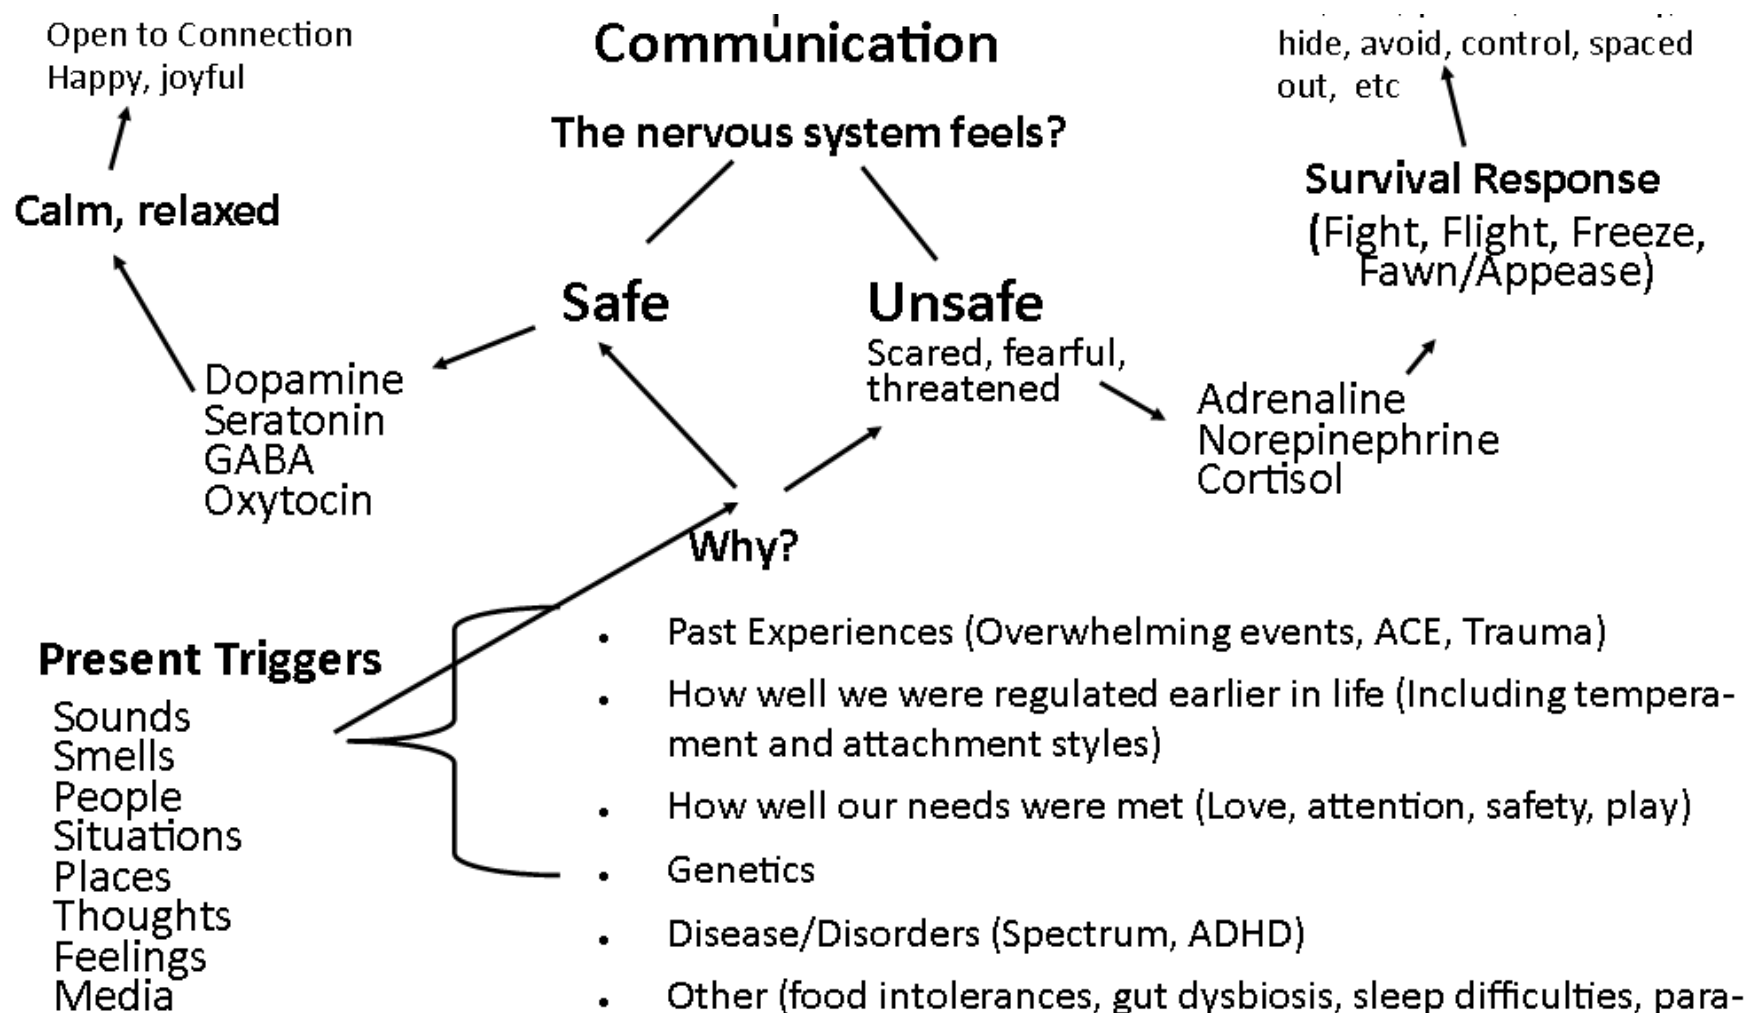 Open to Connection
Happy, joyful
Communication
hide, avoid, control, spaced
out, etc
The nervous system feels?
Calm, relaxed
Survival Response
(Fight, Flight, Freeze,
Fawn/Appease)
Safe
Unsafe
Scared, fearful,
threatened
Dopamine
Seratonin
GABA
Oxytocin
Adrenaline
Norepinephrine
Cortisol
Why?
Present Triggers
Sounds
Smells
People
Situations
Places
Thoughts
Feelings
Media
• Past Experiences (Overwhelming events, ACE, Trauma)
• How well we were regulated earlier in life (Including tempera-
ment and attachment styles)
• How well our needs were met (Love, attention, safety, play)
• Genetics
• Disease/Disorders (Spectrum, ADHD)
• Other (food intolerances, gut dysbiosis, sleep difficulties, para-